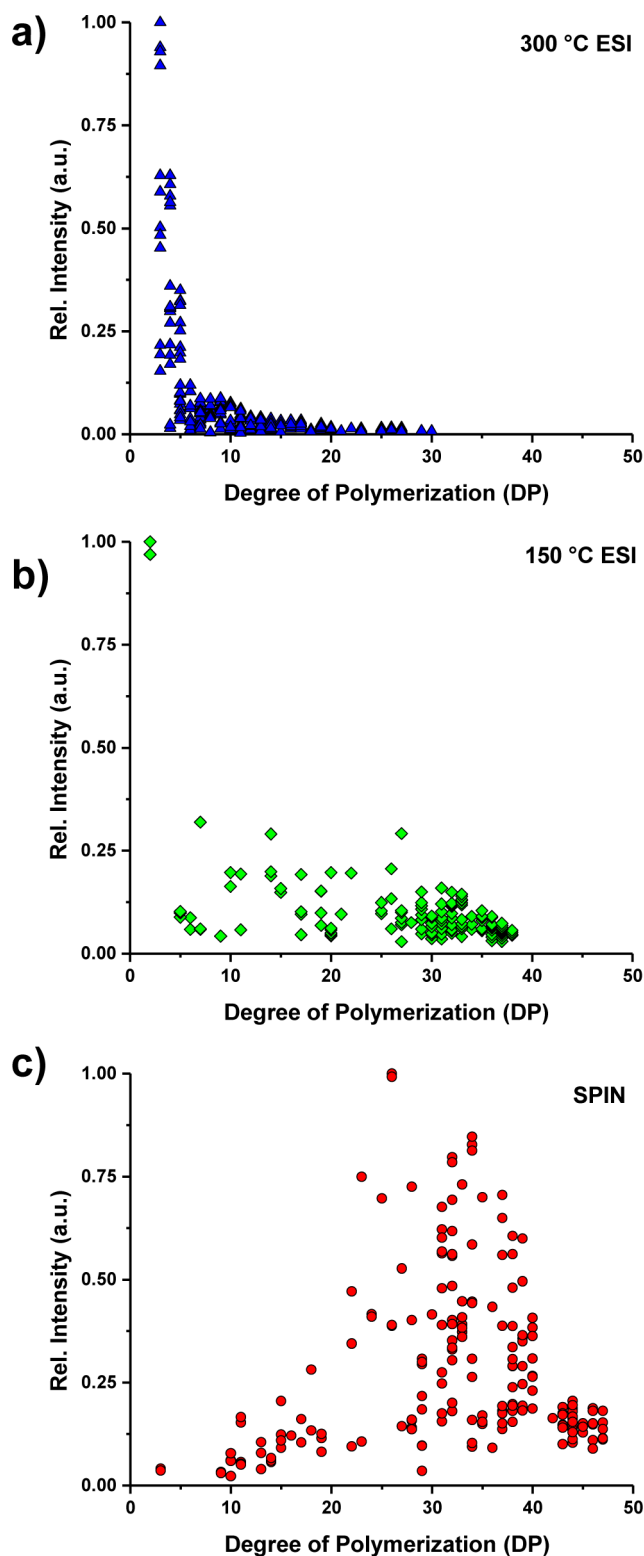 a)
300 °C ESI
1.00
0.75
0.50
0.25
0.00
Rel. Intensity (a.u.)
0 10 20 30 40 50
Degree of Polymerization (DP)
b)
150 °C ESI
1.00
0.75
0.50
0.25
0.00
Rel. Intensity (a.u.)
0 10 20 30 40 50
Degree of Polymerization (DP)
c)
SPIN
1.00
0.75
0.50
0.25
0.00
Rel. Intensity (a.u.)
0 10 20 30 40 50
Degree of Polymerization (DP)